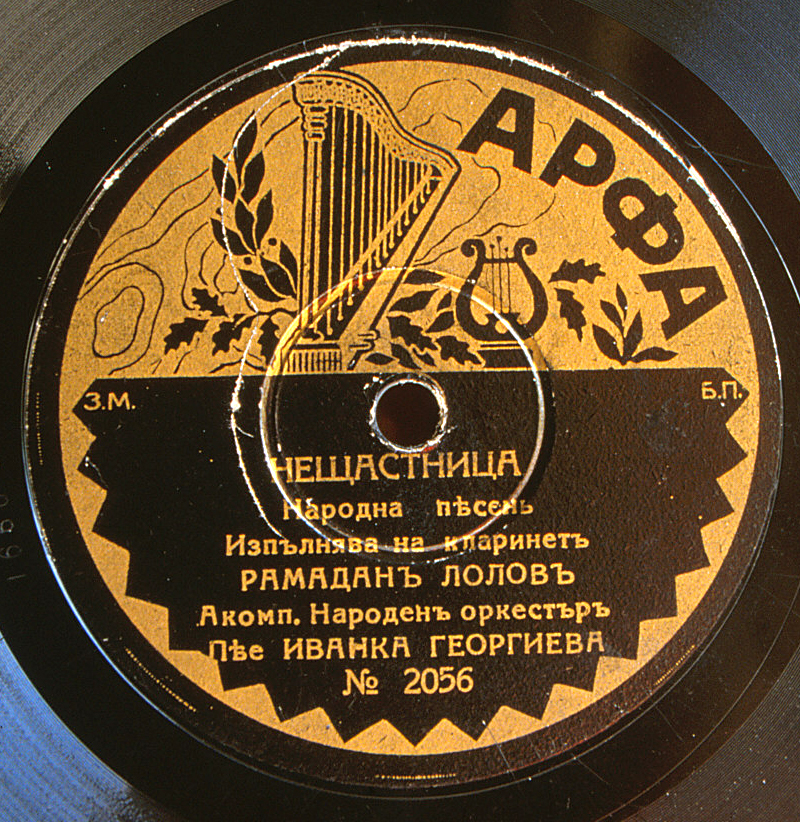 АРФА
З.М.
Б.П.
НЕЩАСТНИЦА
Народна пѣсень
Изпълнява на кларинетъ
РАМАДАНЪ ЛОЛОВЪ
Акомп. Народенъ оркестъръ
Пѣе ИВАНКА ГЕОРГИЕВА
№ 2056